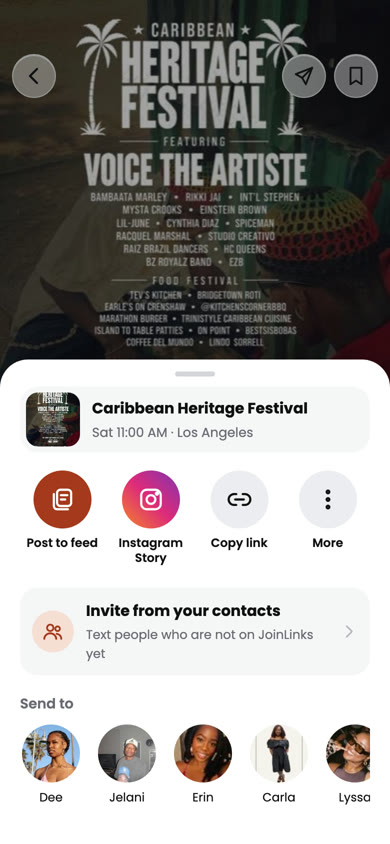 ★ CARIBBEAN ★
HERITAGE
FESTIVAL
FEATURING
VOICE THE ARTISTE
BAMBAATA MARLEY • RIKKI JAI • INT'L STEPHEN
MYSTA CROOKS • EINSTEIN BROWN
LIL-JUNE • CYNTHIA DIAZ • SPICEMAN
RACQUEL MARSHAL • STUDIO CREATIVO
RAIZ BRAZIL DANCERS • HC QUEENS
BZ ROYALZ BAND • EZB
FOOD FESTIVAL
TEV'S KITCHEN • BRIDGETOWN ROTI
EARLE'S ON CRENSHAW • @KITCHENSCORNERBBQ
MARATHON BURGER • TRINISTYLE CARIBBEAN CUISINE
ISLAND TO TABLE PATTIES • ON POINT • BESTSISBOBAS
COFFEE DEL MUNDO • LINDO SORRELL
Caribbean Heritage Festival
Sat 11:00 AM · Los Angeles
Post to feed
Instagram
Story
Copy link
More
Invite from your contacts
Text people who are not on JoinLinks
yet
Send to
Dee
Jelani
Erin
Carla
Lyssa